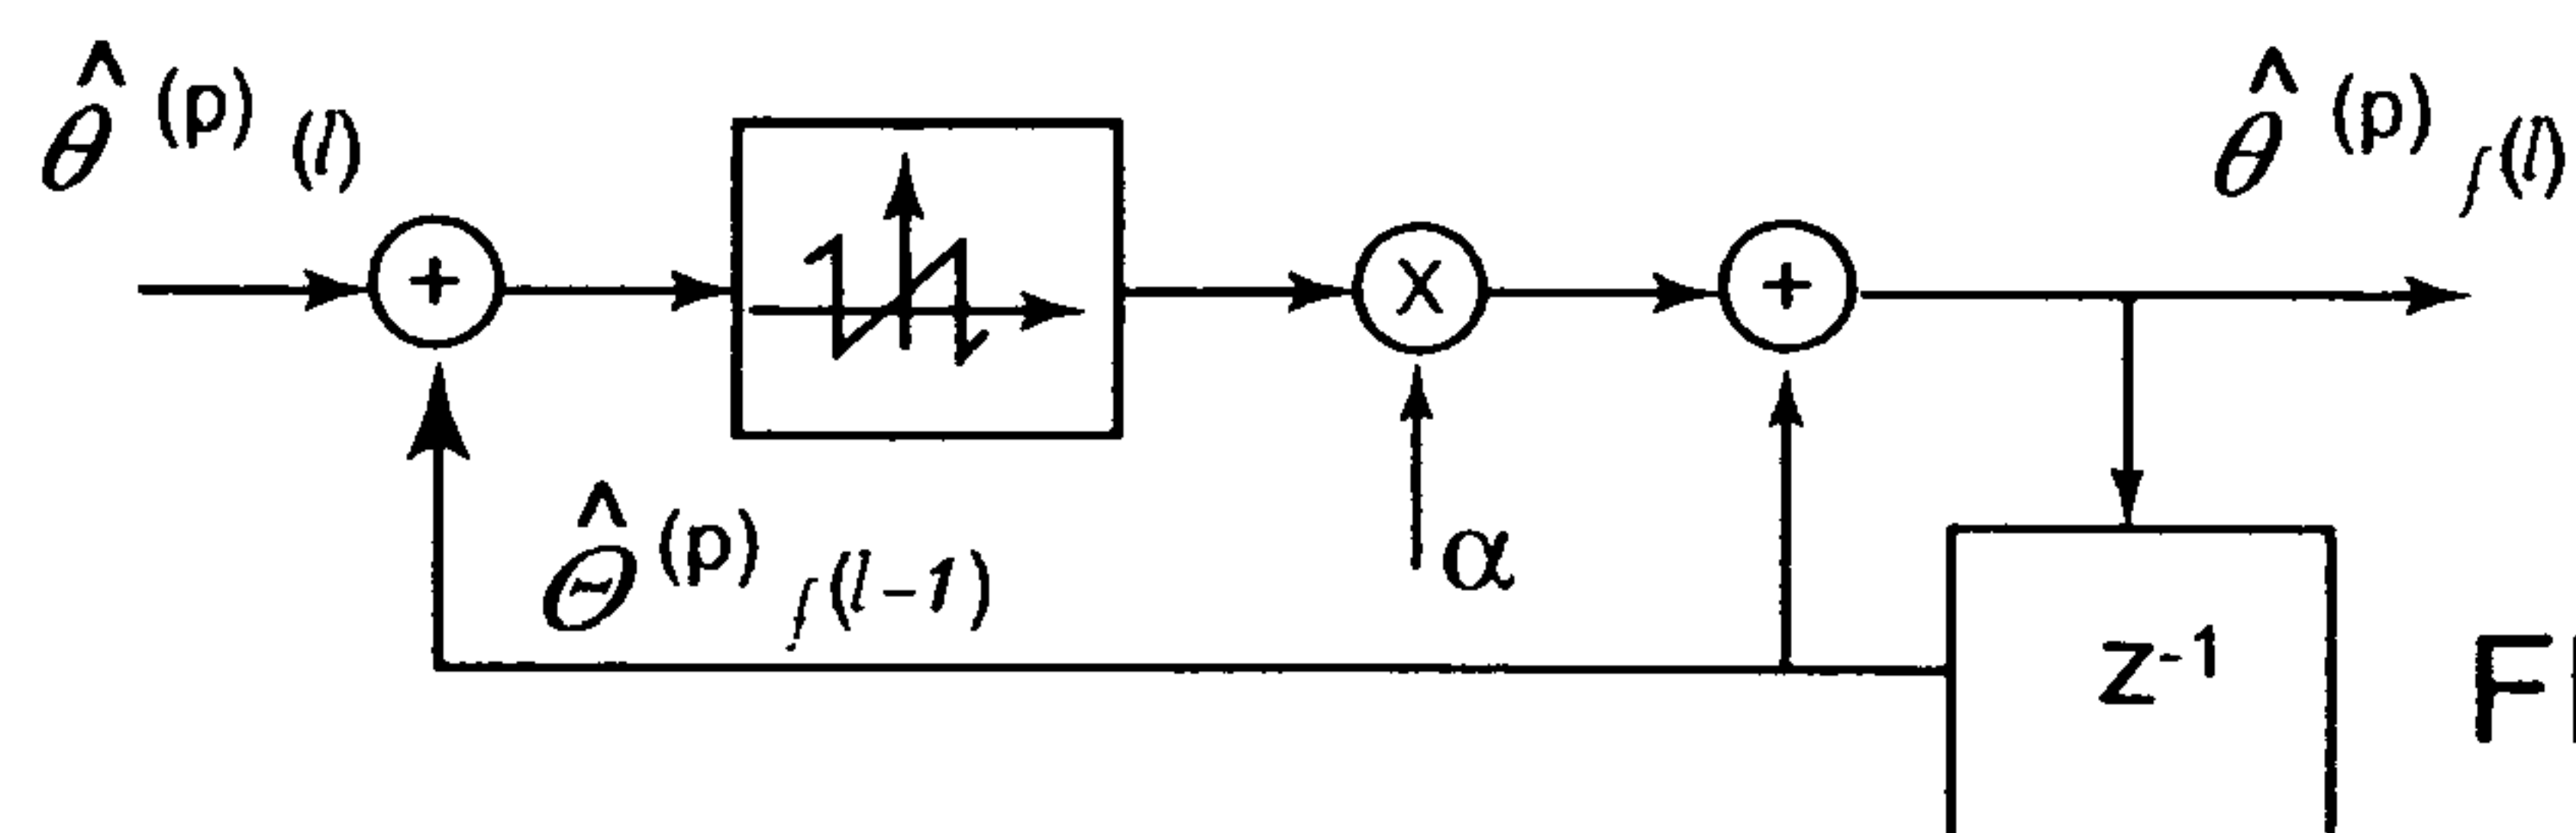 θ̂ (p) (l)
θ̂ (p) f(l)
+
X
+
Θ̂ (p) f(l-1)
α
z-1